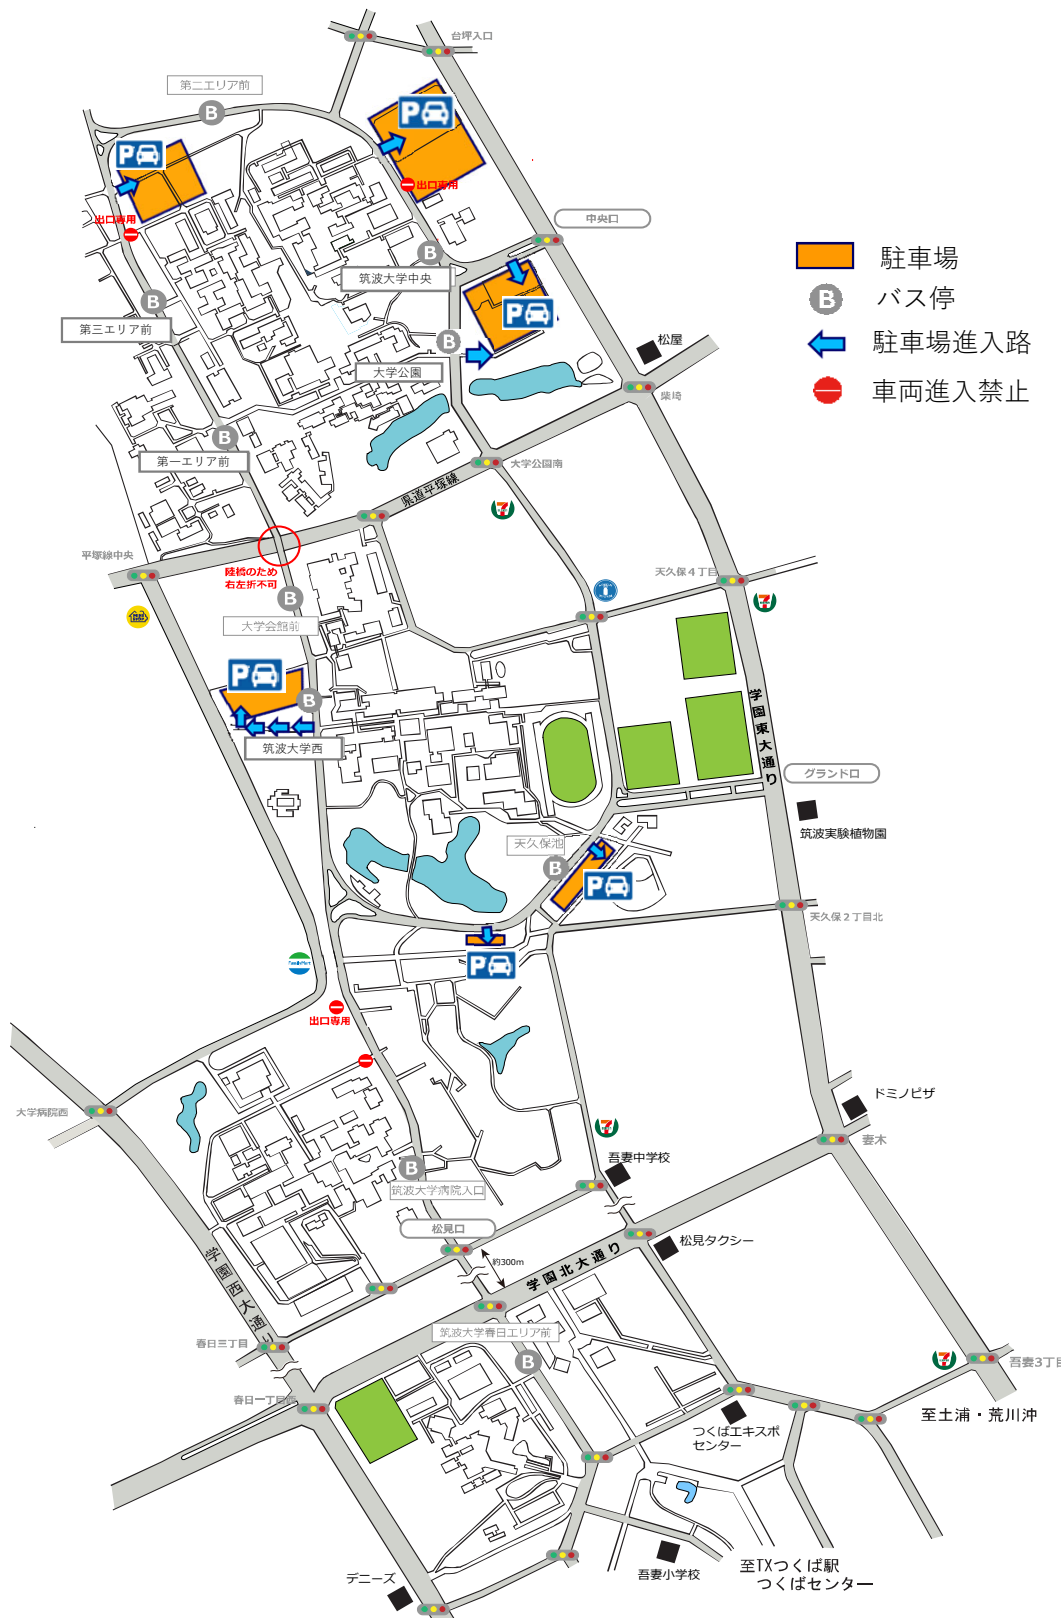 台坪入口
第二エリア前
B
P
P
出口専用
出口専用
中央口
B
筑波大学中央
駐車場
B
バス停
B
第三エリア前
P
駐車場進入路
B
松屋
大学公園
車両進入禁止
柴崎
B
第一エリア前
大学公園南
県道平塚線
7
平塚線中央
陸橋のため
右左折不可
天久保4丁目
B
7
大学会館前
P
B
学園東大通り
筑波大学西
グランド口
筑波実験植物園
天久保池
B
P
天久保2丁目北
FamilyMart
P
出口専用
ドミノピザ
大学病院西
7
妻木
吾妻中学校
B
筑波大学病院入口
松見口
松見タクシー
約300m
学園北大通り
学園西大通り
筑波大学春日エリア前
春日三丁目
B
7
吾妻3丁目
春日一丁目西
至土浦・荒川沖
つくばエキスポ
センター
至TXつくば駅
つくばセンター
吾妻小学校
デニーズ